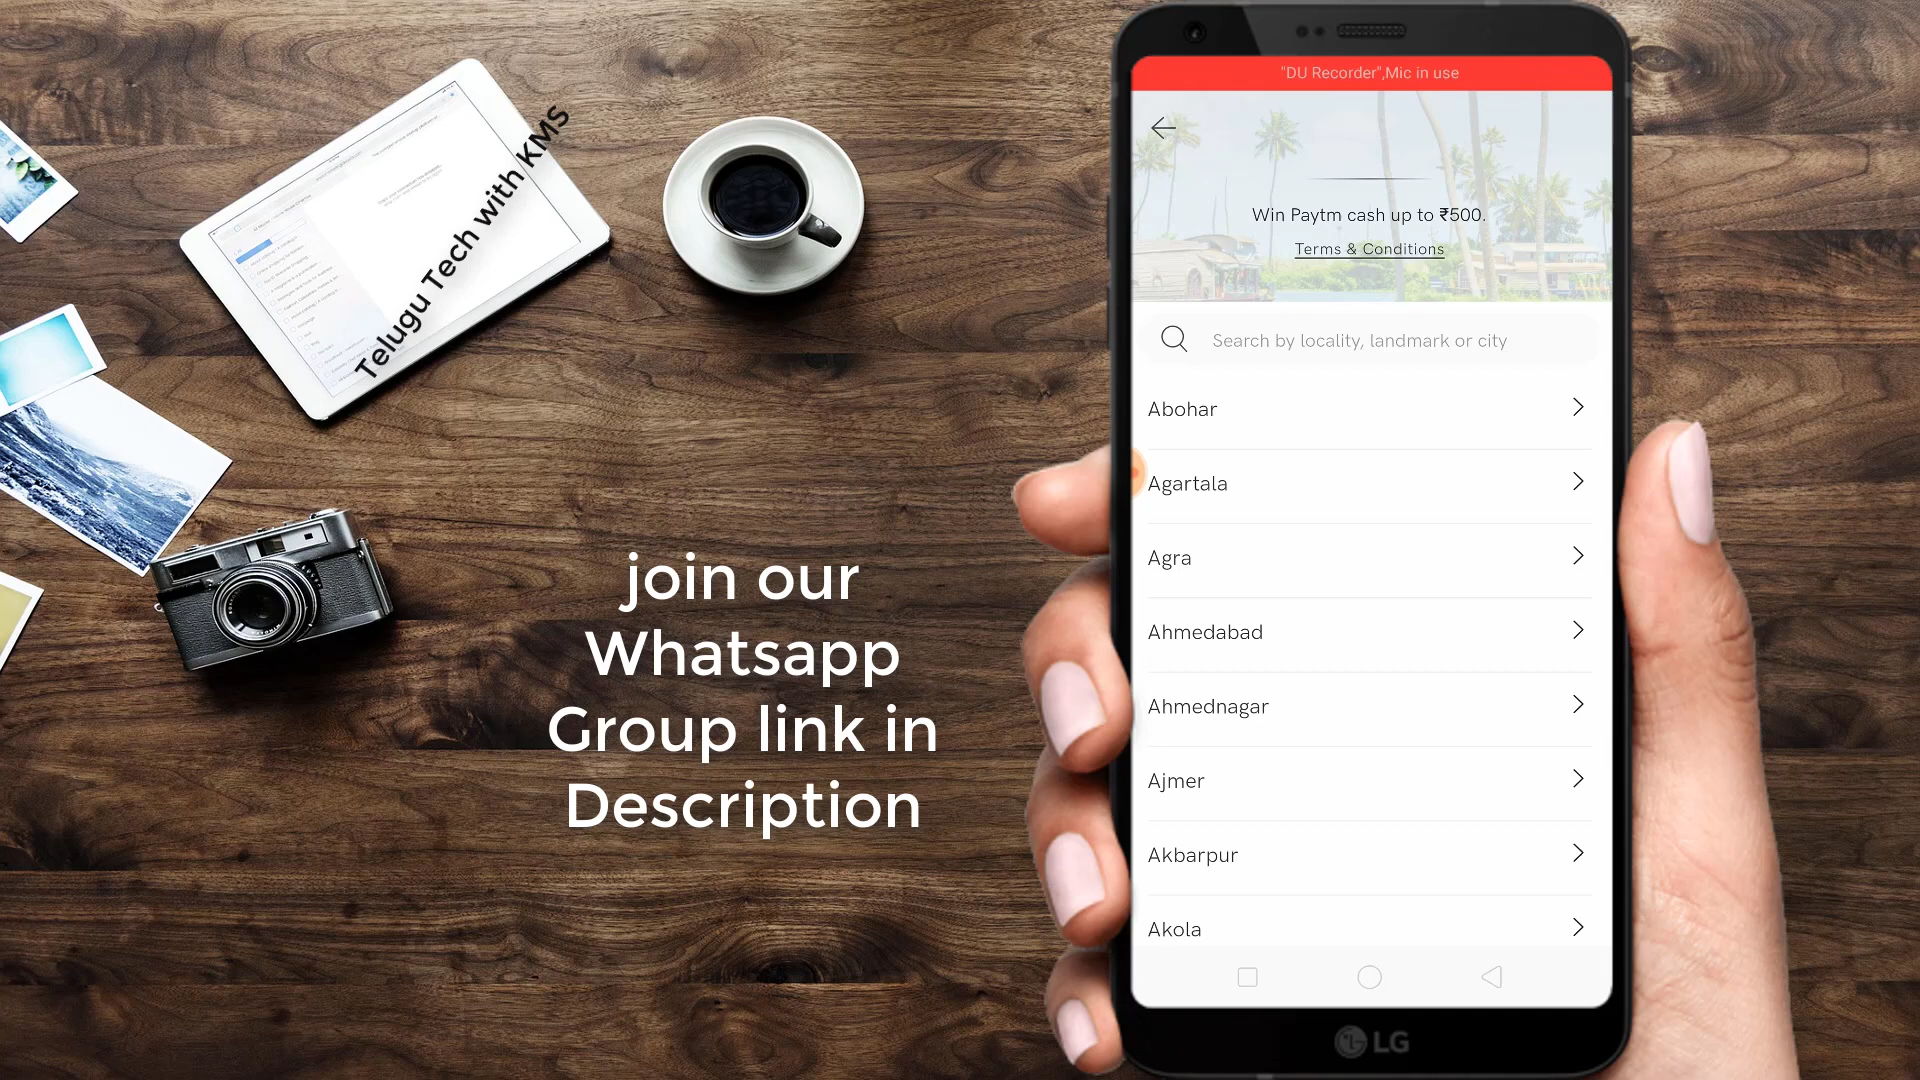 Telugu Tech with KMS
join our
Whatsapp
Group link in
Description
"DU Recorder",Mic in use
Win Paytm cash up to ₹500.
Terms & Conditions
Search by locality, landmark or city
Abohar
Agartala
Agra
Ahmedabad
Ahmednagar
Ajmer
Akbarpur
Akola
LG